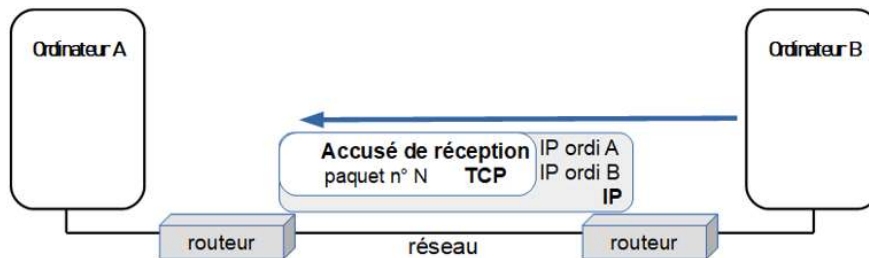 Ordinateur A
Ordinateur B
Accusé de réception
IP ordi A
paquet n° N TCP
IP ordi B
IP
routeur
réseau
routeur